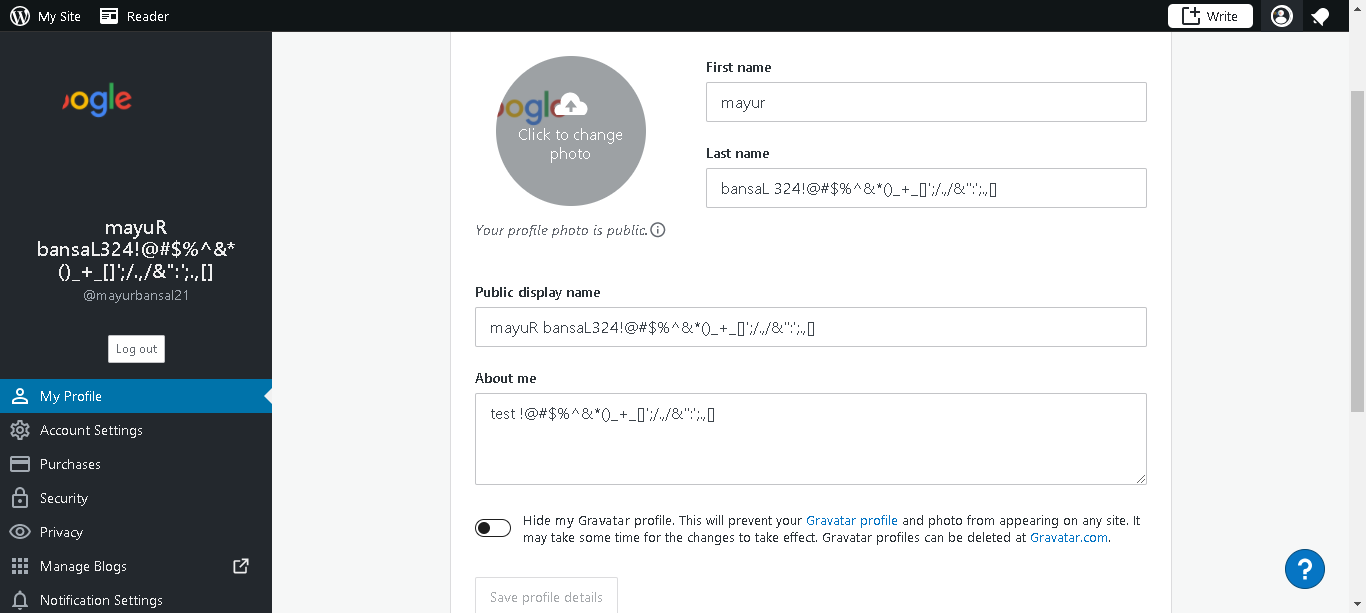 My Site
Reader
Write
ogle
mayuR
bansaL324!@#$%^&*
()_+_[]';/.,/&":';.,[]
@mayurbansal21
Log out
My Profile
Account Settings
Purchases
Security
Privacy
Manage Blogs
Notification Settings
Click to change
photo
Your profile photo is public.
First name
mayur
Last name
bansaL 324!@#$%^&*()_+_[]';/.,/&":';.,[]
Public display name
mayuR bansaL324!@#$%^&*()_+_[]';/.,/&":';.,[]
About me
test !@#$%^&*()_+_[]';/.,/&":';.,[]
Hide my Gravatar profile. This will prevent your Gravatar profile and photo from appearing on any site. It
may take some time for the changes to take effect. Gravatar profiles can be deleted at Gravatar.com.
Save profile details
?